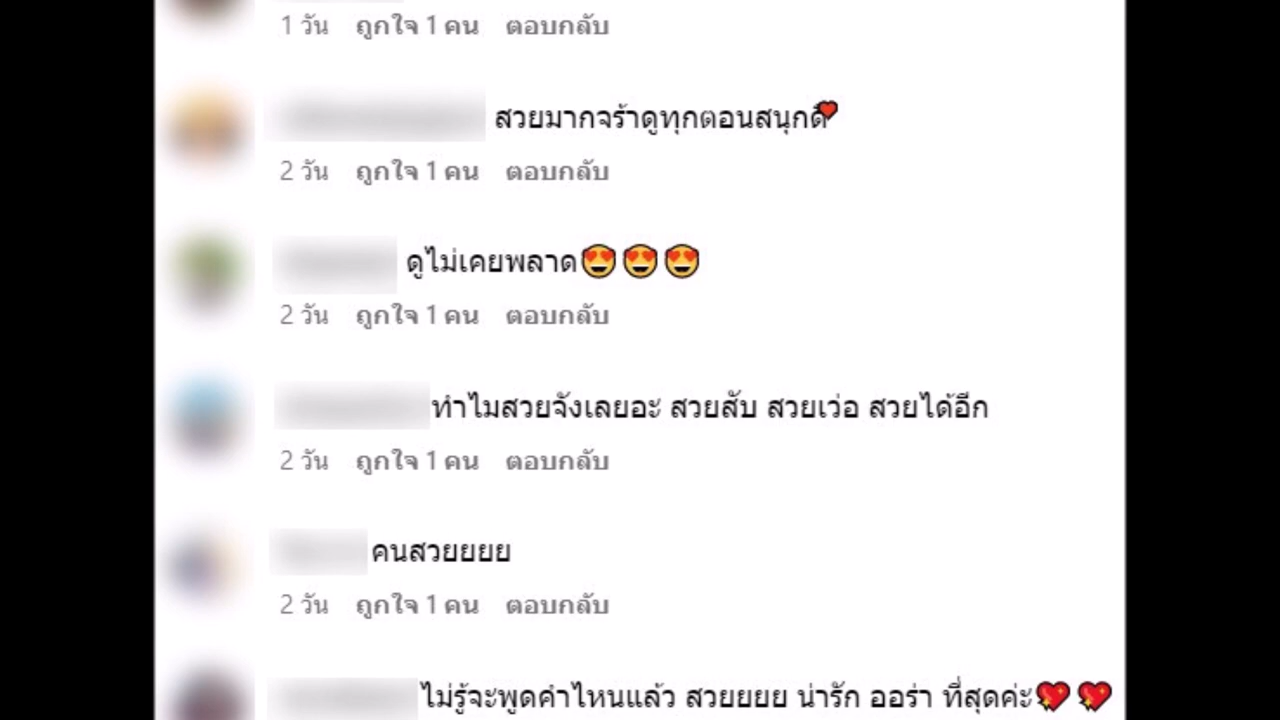 1 วัน ถูกใจ 1 คน ตอบกลับ
สวยมากจร้าดูทุกตอนสนุกดี
2 วัน ถูกใจ 1 คน ตอบกลับ
ดูไม่เคยพลาด😍😍😍
2 วัน ถูกใจ 1 คน ตอบกลับ
ทำไมสวยจังเลยอะ สวยสับ สวยเว่อ สวยได้อีก
2 วัน ถูกใจ 1 คน ตอบกลับ
คนสวยยยย
2 วัน ถูกใจ 1 คน ตอบกลับ
ไม่รู้จะพูดคำไหนแล้ว สวยยยย น่ารัก ออร่า ที่สุดค่ะ💖💖